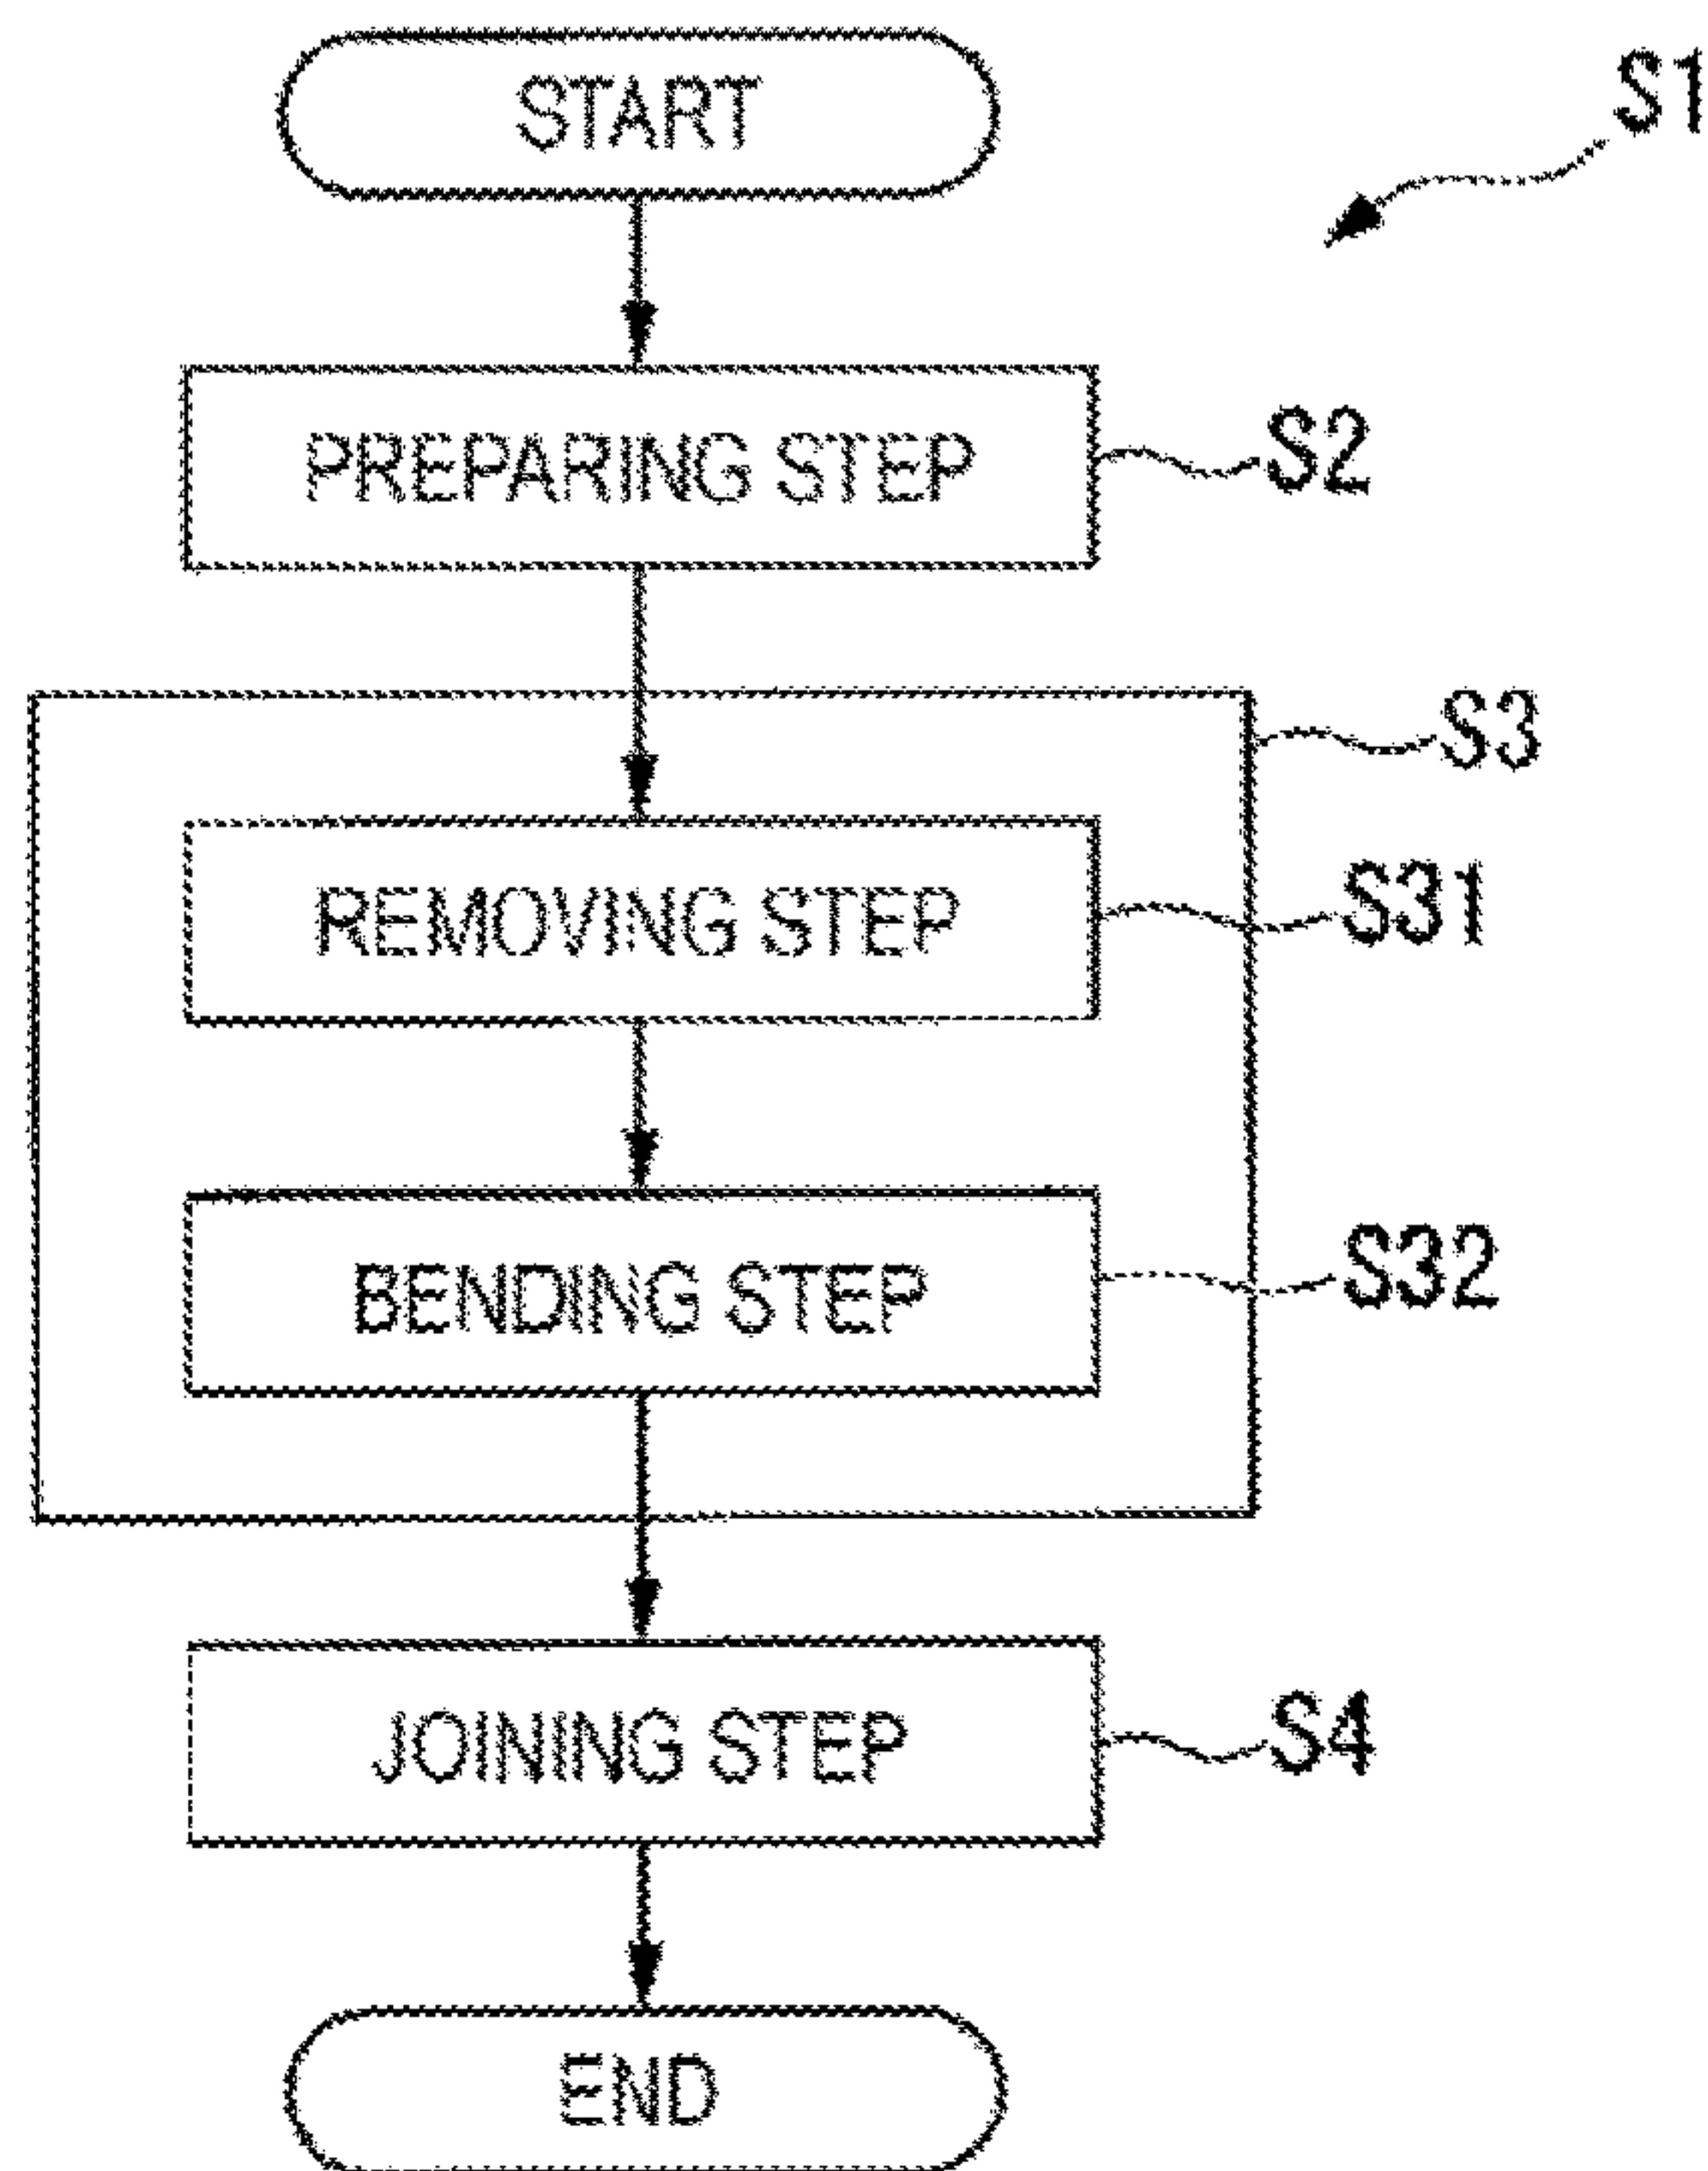 START
S1
PREPARING STEP
S2
S3
REMOVING STEP
S31
BENDING STEP
S32
JOINING STEP
S4
END